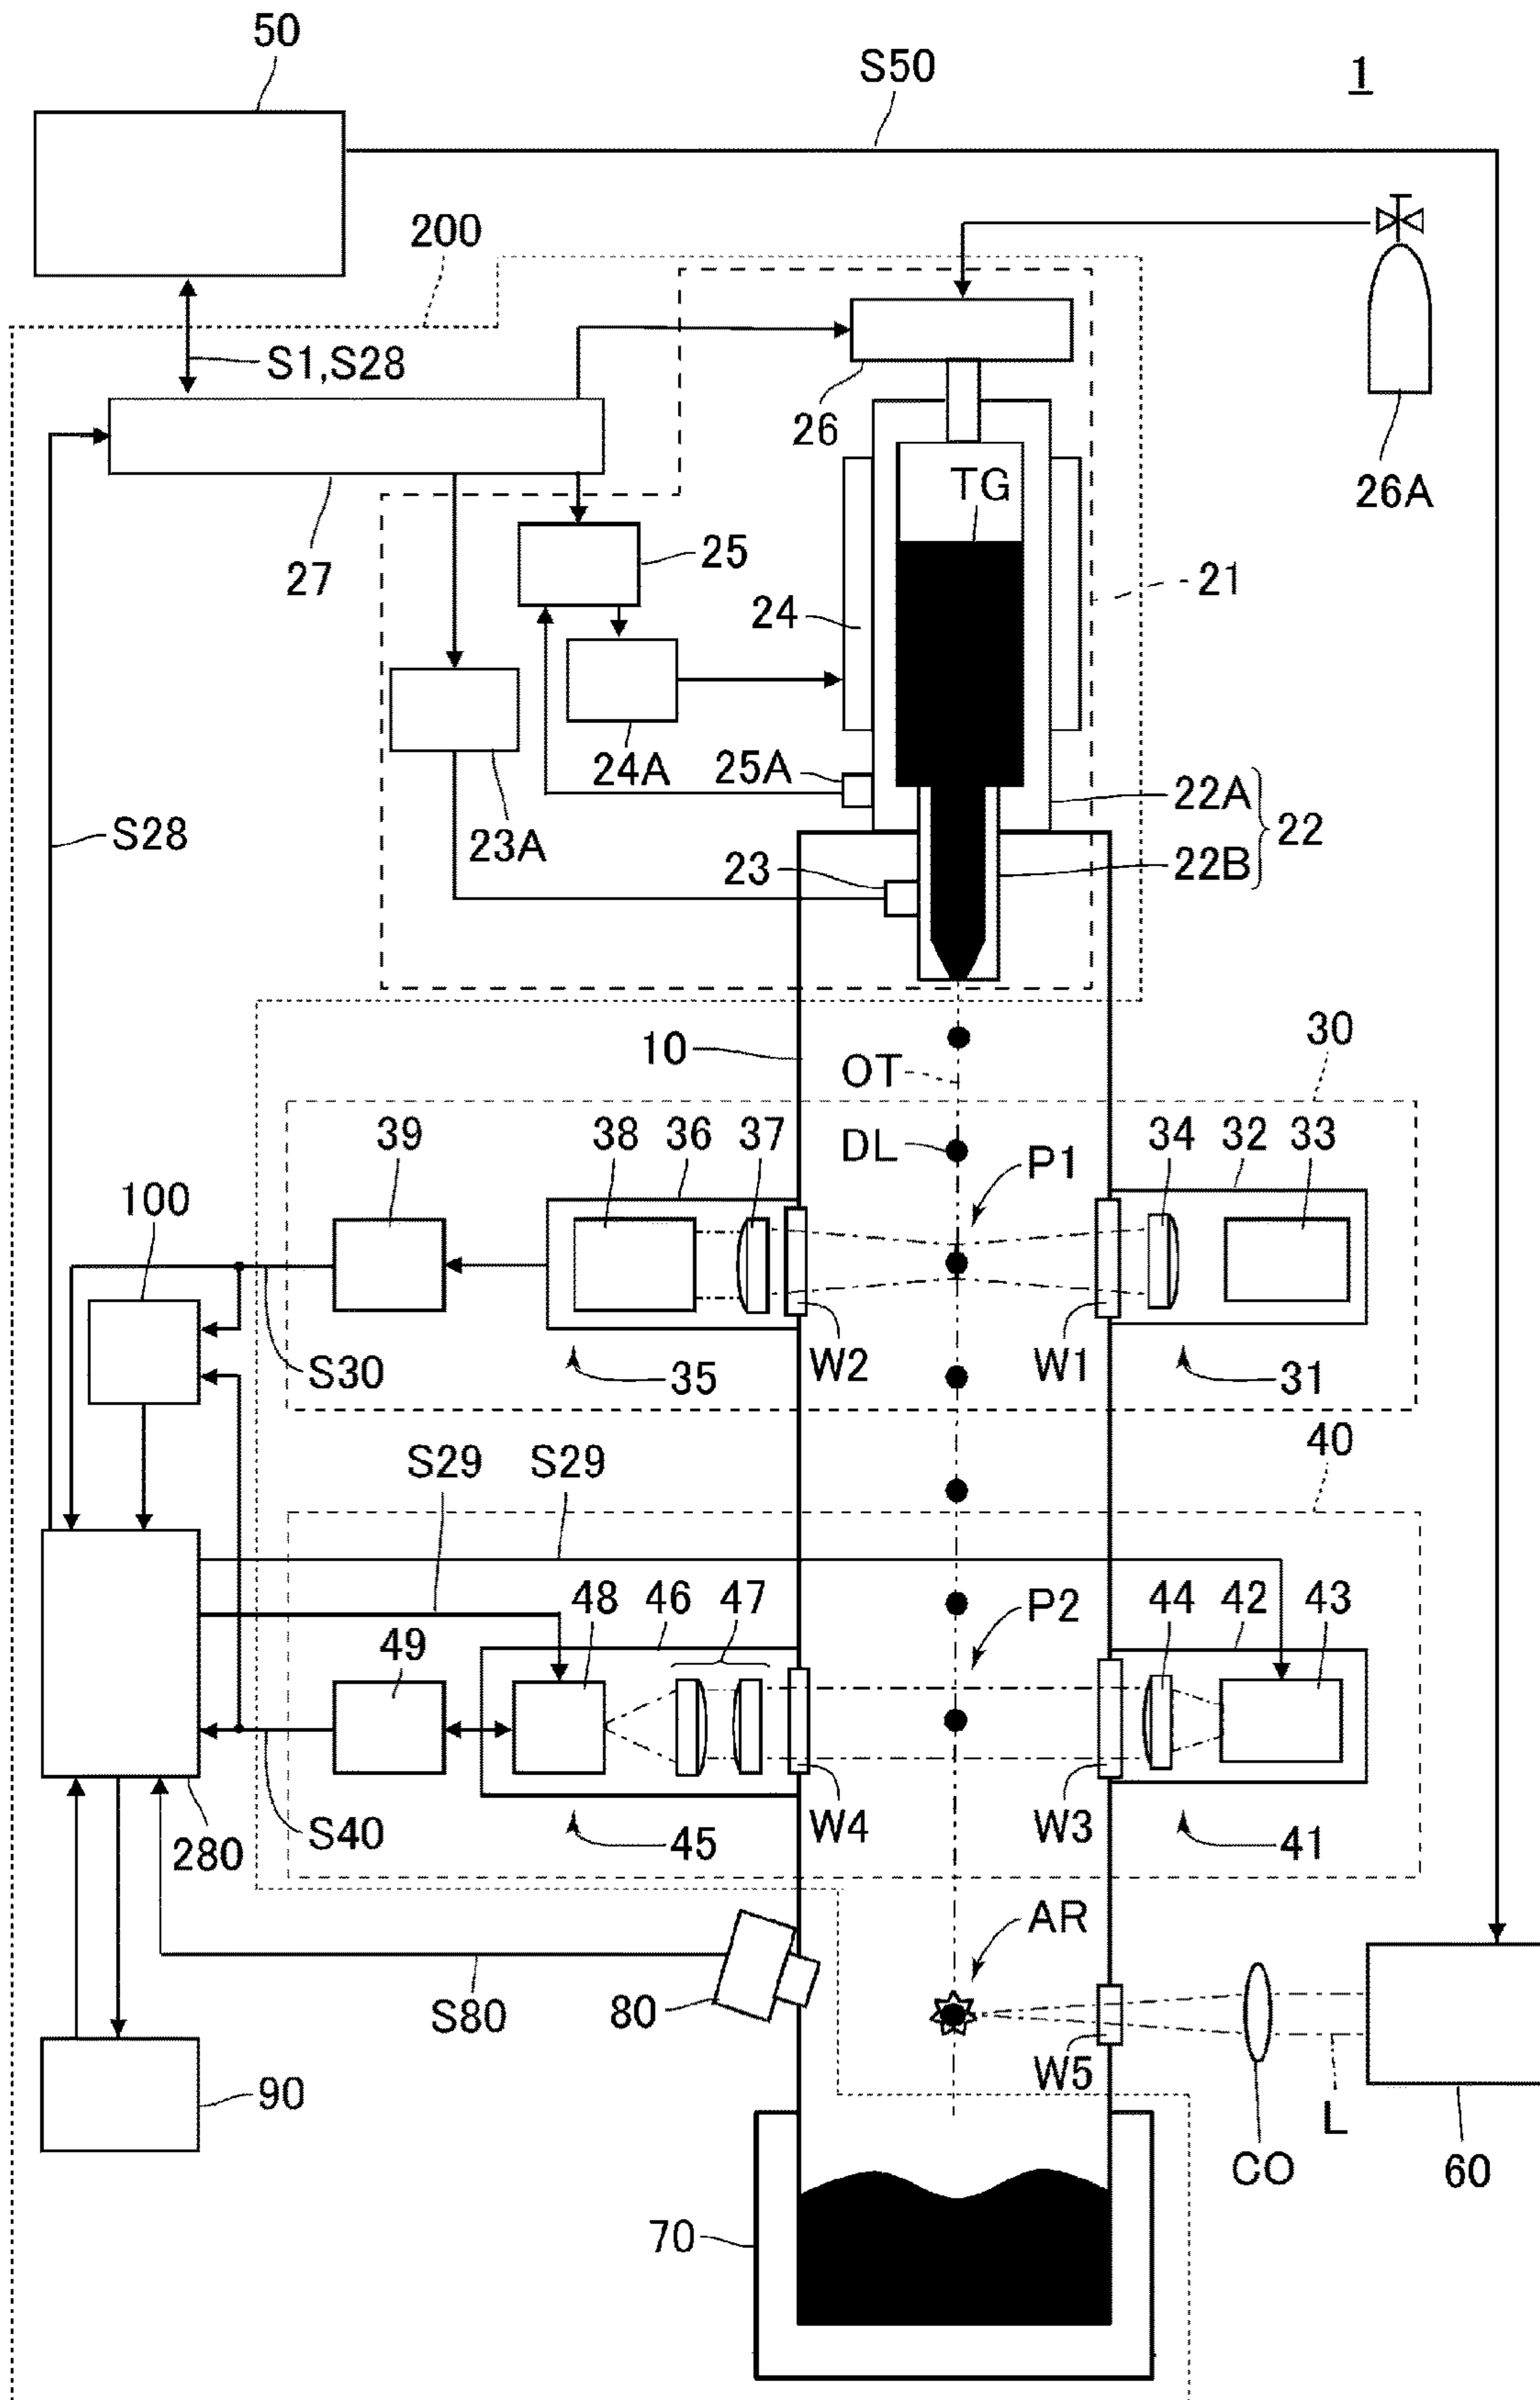 50
S50
1
200
S1,S28
26
TG
26A
27
25
24
21
24A
25A
22A
22
S28
23A
23
22B
10
OT
30
39
38
36
37
DL
P1
34
32
33
100
S30
35
W2
W1
31
S29
S29
40
48
46
47
P2
44
42
43
49
280
S40
45
W4
W3
41
AR
S80
80
W5
90
L
CO
60
70